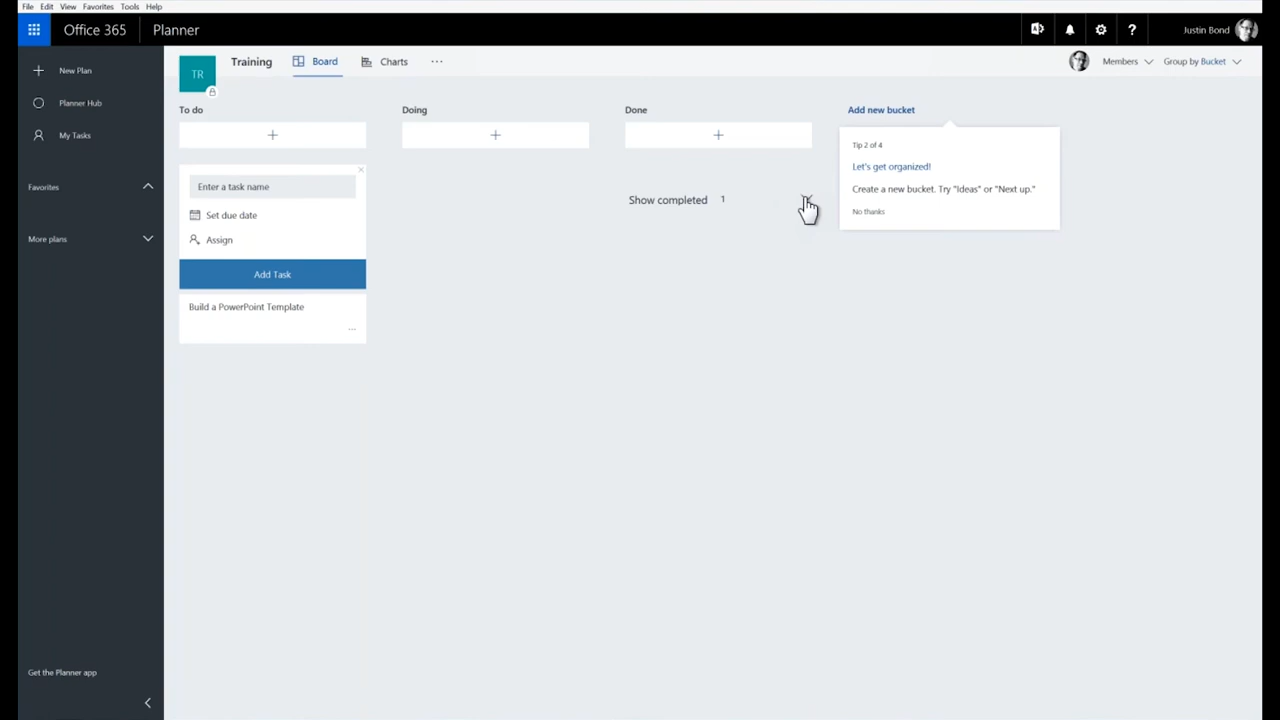 File Edit View Favorites Tools Help
Office 365 Planner Justin Bond
New Plan
Planner Hub
My Tasks
Favorites
More plans
Get the Planner app
TR
Training Board Charts ... Members Group by Bucket
To do
Enter a task name
Set due date
Assign
Add Task
Build a PowerPoint Template
...
Doing
Done
Show completed 1
Add new bucket
Tip 2 of 4
Let's get organized!
Create a new bucket. Try "Ideas" or "Next up."
No thanks